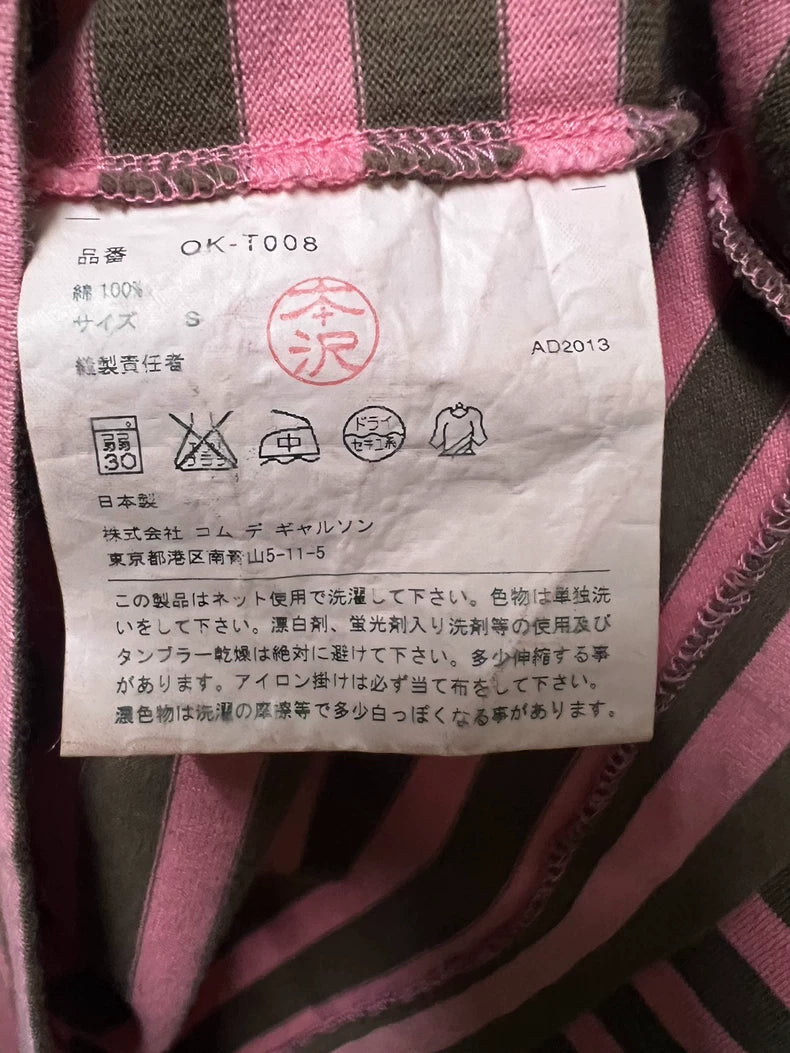 品番 OK-T008
綿 100%
サイズ S
本沢
縫製責任者
AD2013
弱
30
エンソ
サラシ
中
ドライ
セキユ系
日本製
株式会社 コム デ ギャルソン
東京都港区南青山5-11-5
この製品はネット使用で洗濯して下さい。色物は単独洗
いをして下さい。漂白剤、蛍光剤入り洗剤等の使用及び
タンブラー乾燥は絶対に避けて下さい。多少伸縮する事
があります。アイロン掛けは必ず当て布をして下さい。
濃色物は洗濯の摩擦等で多少白っぽくなる事があります。